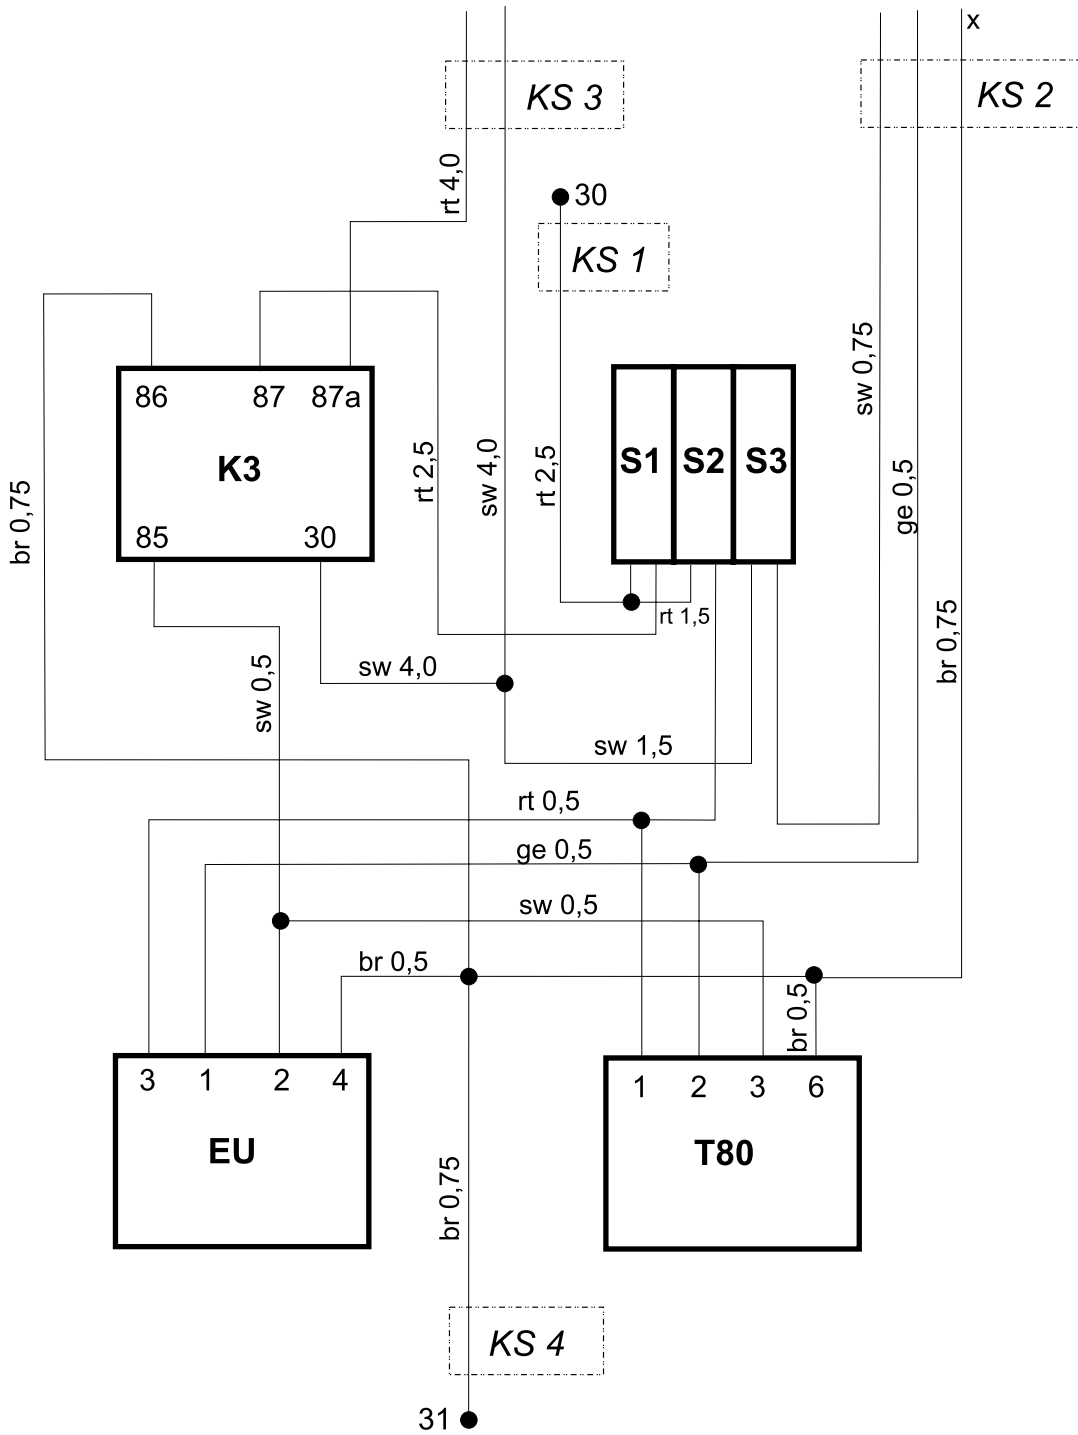 x
KS 3
KS 2
rt 4,0
30
KS 1
sw 0,75
86 87 87a
K3
85 30
br 0,75
rt 2,5
sw 4,0
rt 2,5
S1 S2 S3
ge 0,5
br 0,75
rt 1,5
sw 0,5
sw 4,0
sw 1,5
rt 0,5
ge 0,5
sw 0,5
br 0,5
br 0,5
3 1 2 4
EU
1 2 3 6
T80
br 0,75
KS 4
31